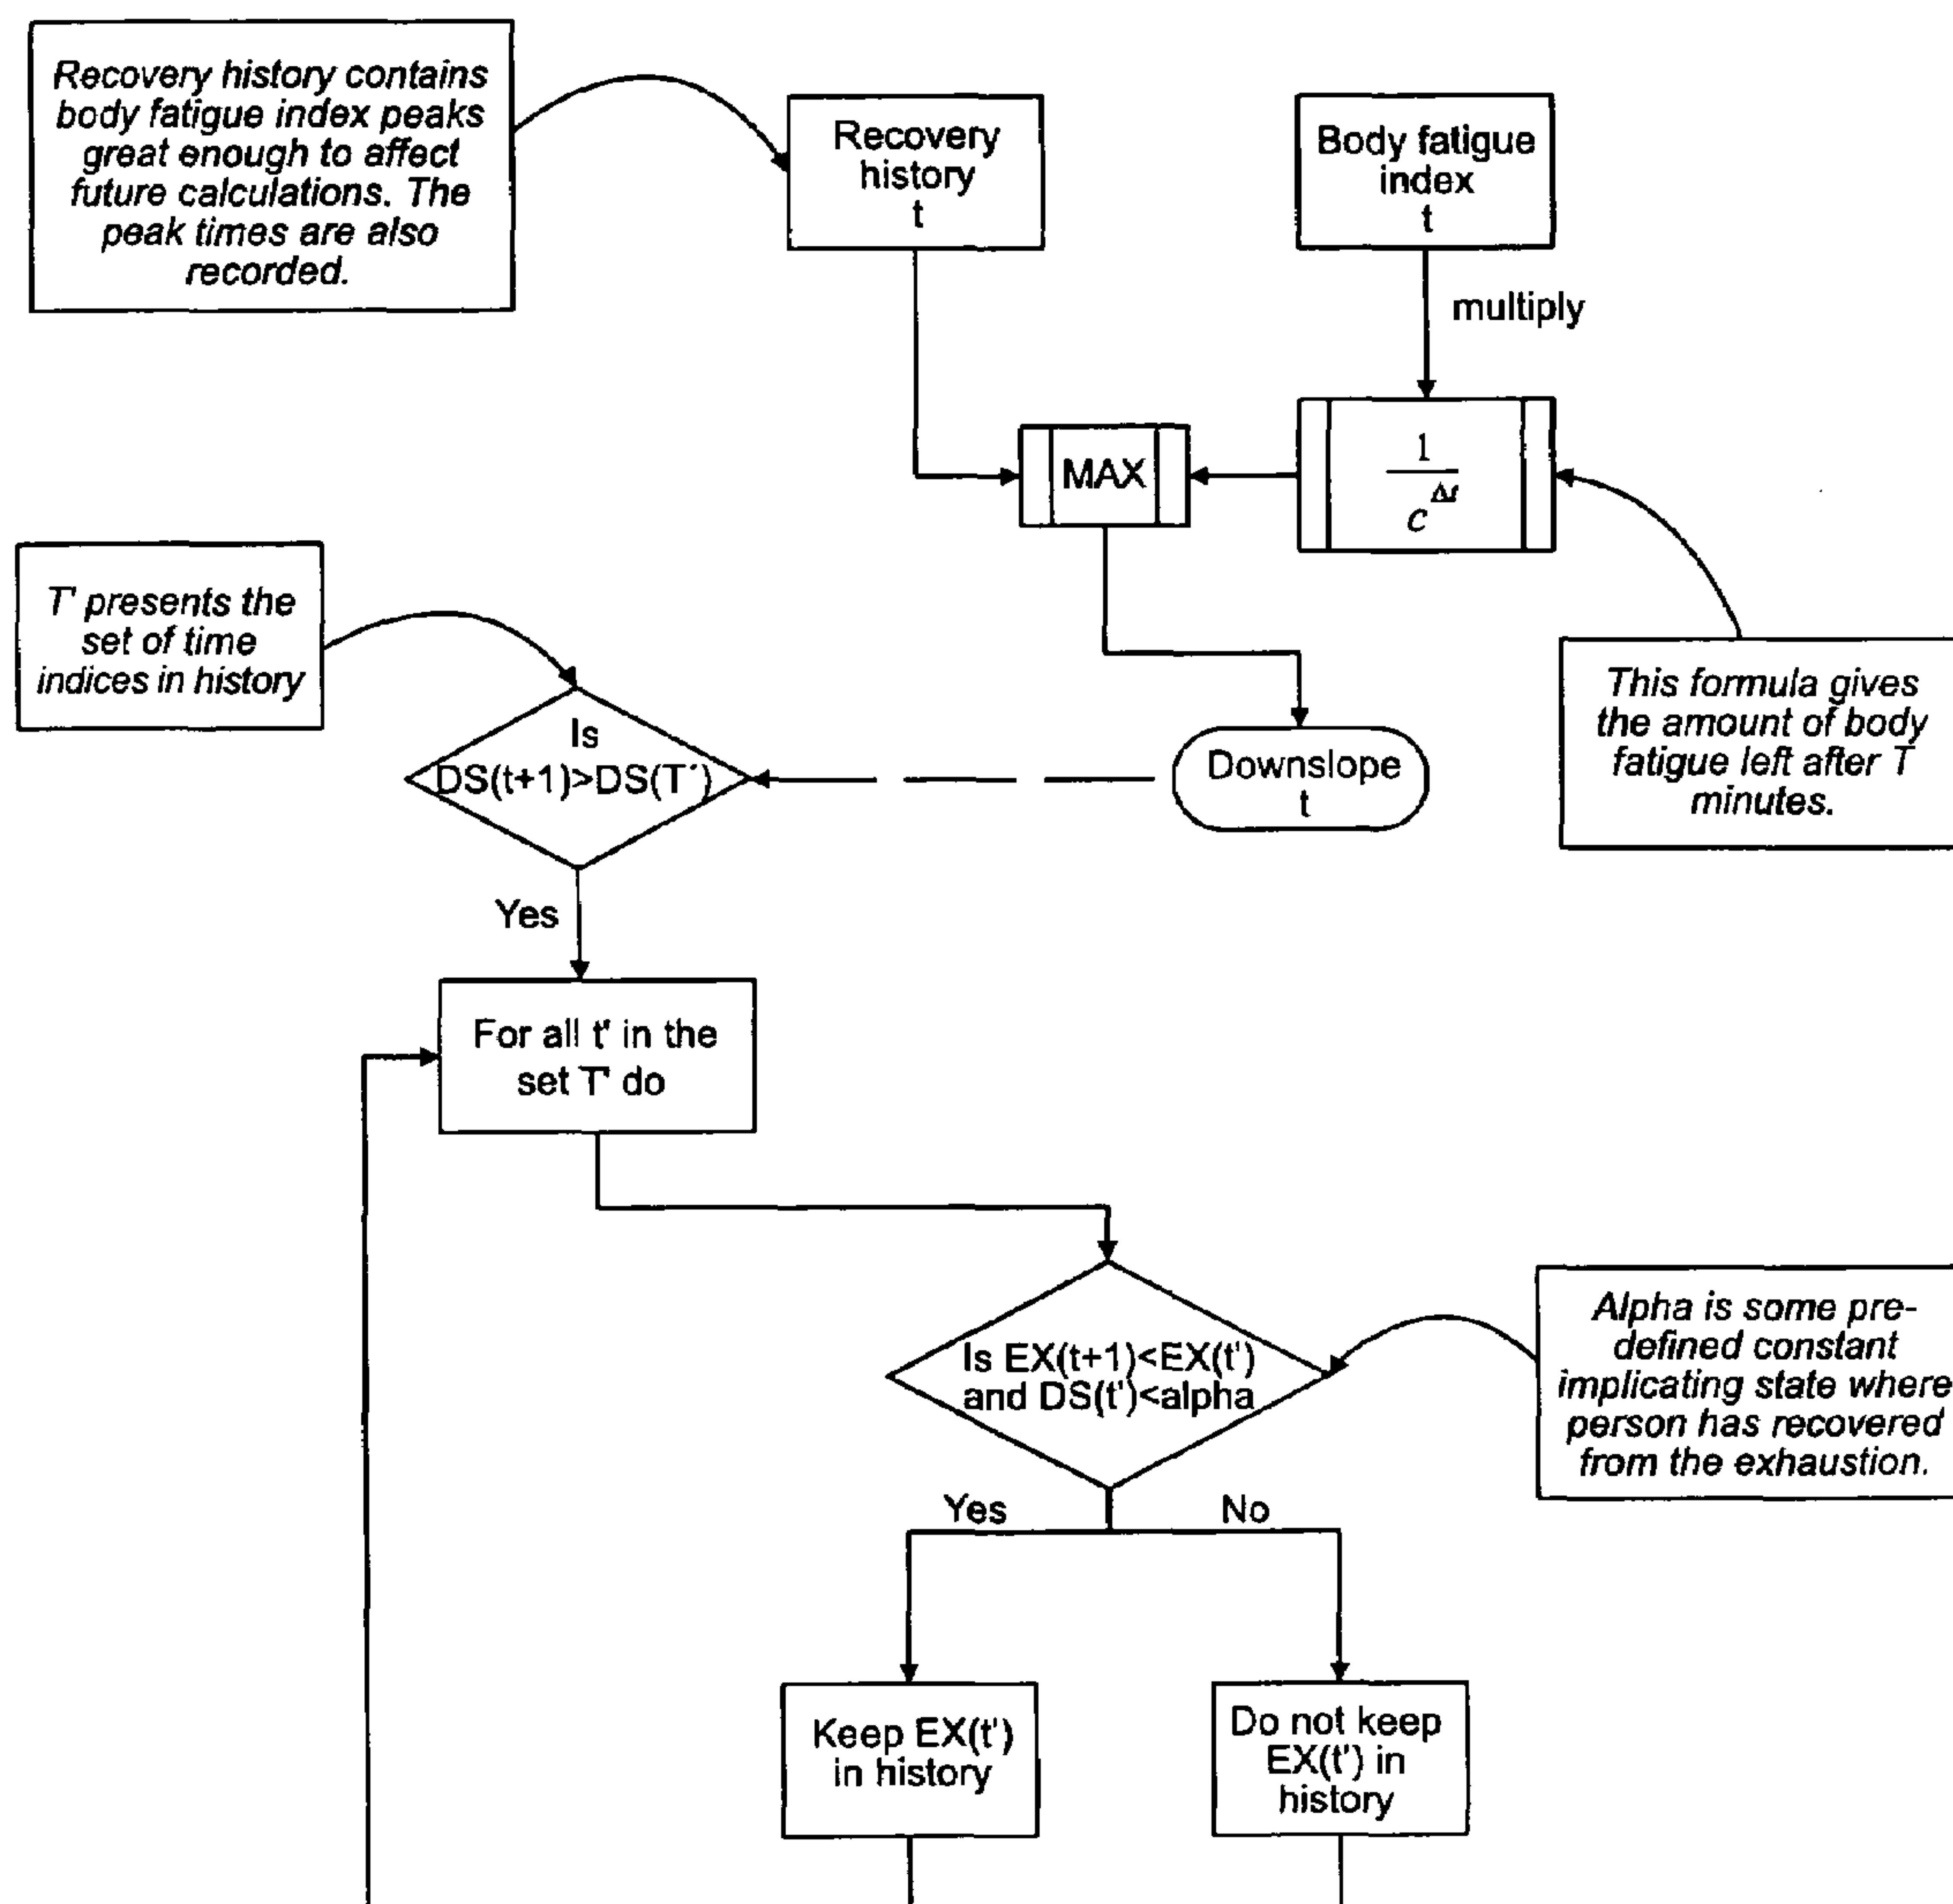 Recovery history contains
body fatigue index peaks
great enough to affect
future calculations. The
peak times are also
recorded.
Recovery
history
t
Body fatigue
index
t
multiply
MAX
1
c^Δt
T' presents the
set of time
indices in history
Is
DS(t+1)>DS(T´)
Downslope
t
This formula gives
the amount of body
fatigue left after T
minutes.
Yes
For all t' in the
set T' do
Is EX(t+1)<EX(t')
and DS(t')<alpha
Alpha is some pre-
defined constant
implicating state where
person has recovered
from the exhaustion.
Yes
No
Keep EX(t')
in history
Do not keep
EX(t') in
history